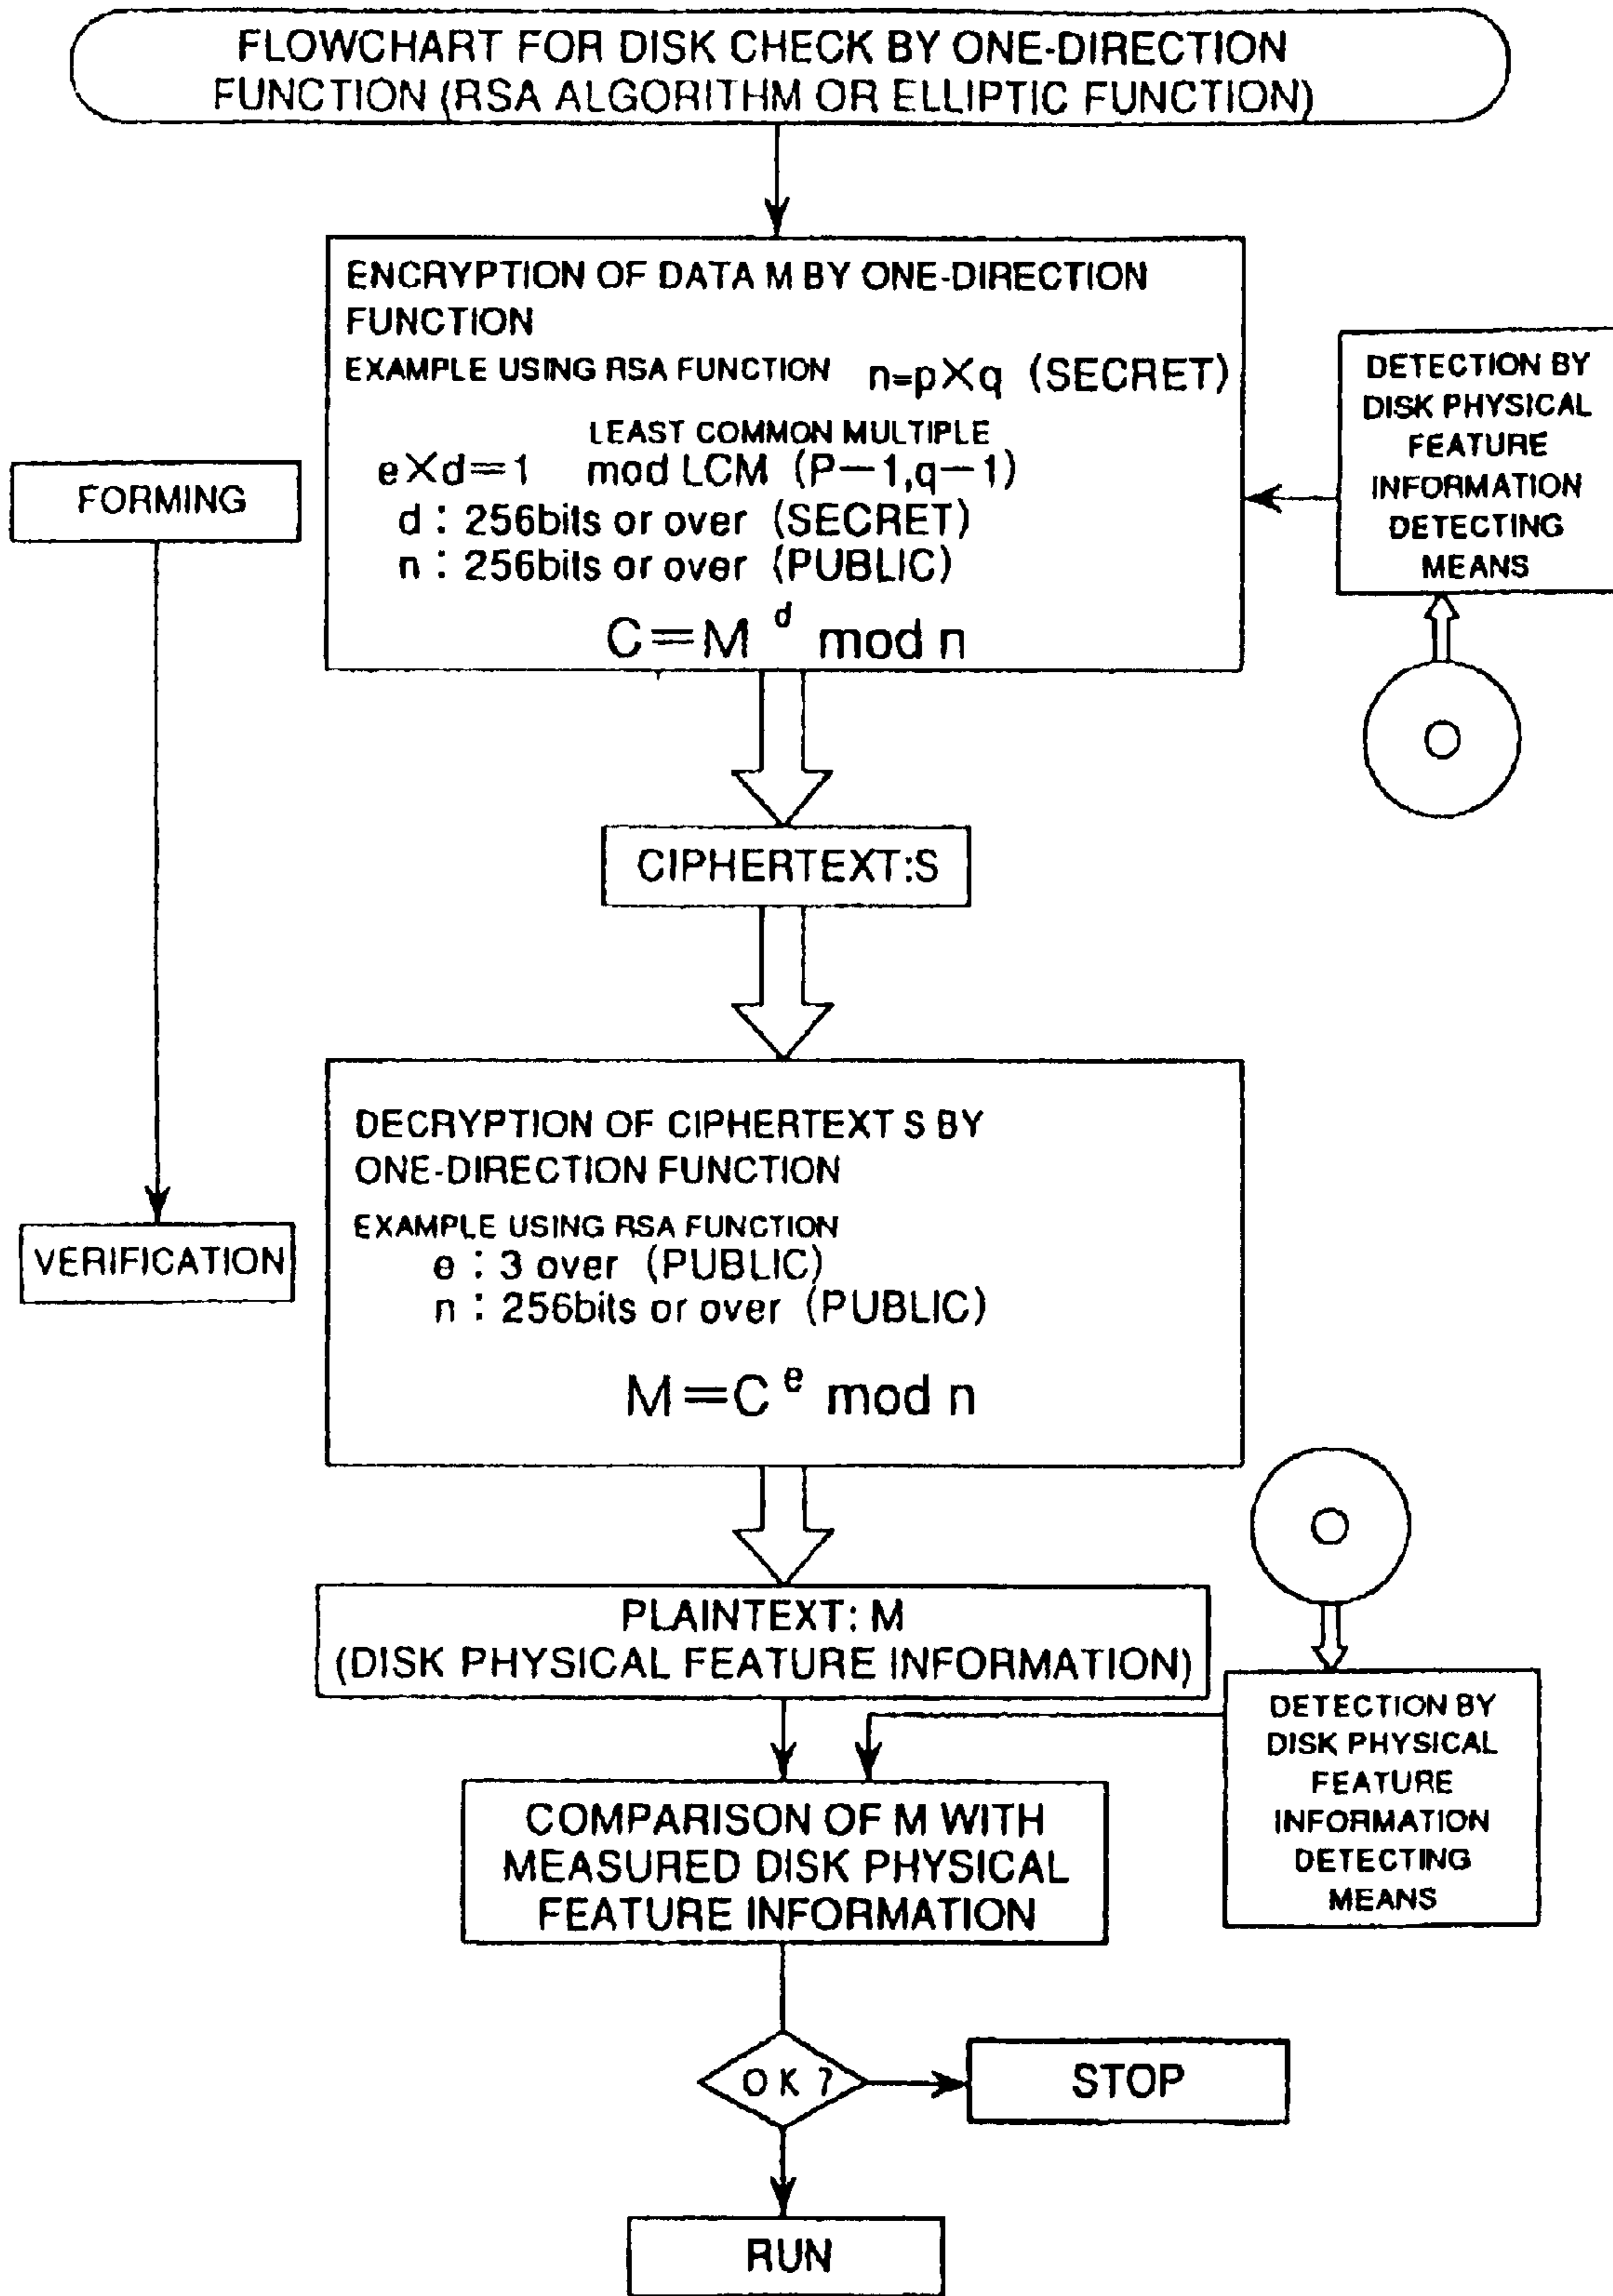 FLOWCHART FOR DISK CHECK BY ONE-DIRECTION
FUNCTION (RSA ALGORITHM OR ELLIPTIC FUNCTION)
ENCRYPTION OF DATA M BY ONE-DIRECTION
FUNCTION
EXAMPLE USING RSA FUNCTION n=p×q (SECRET)
LEAST COMMON MULTIPLE
e×d=1 mod LCM (P-1,q-1)
d : 256bits or over (SECRET)
n : 256bits or over (PUBLIC)
C=M^d mod n
DETECTION BY
DISK PHYSICAL
FEATURE
INFORMATION
DETECTING
MEANS
FORMING
CIPHERTEXT:S
DECRYPTION OF CIPHERTEXT S BY
ONE-DIRECTION FUNCTION
EXAMPLE USING RSA FUNCTION
e : 3 over (PUBLIC)
n : 256bits or over (PUBLIC)
M=C^e mod n
VERIFICATION
PLAINTEXT: M
(DISK PHYSICAL FEATURE INFORMATION)
DETECTION BY
DISK PHYSICAL
FEATURE
INFORMATION
DETECTING
MEANS
COMPARISON OF M WITH
MEASURED DISK PHYSICAL
FEATURE INFORMATION
OK?
STOP
RUN